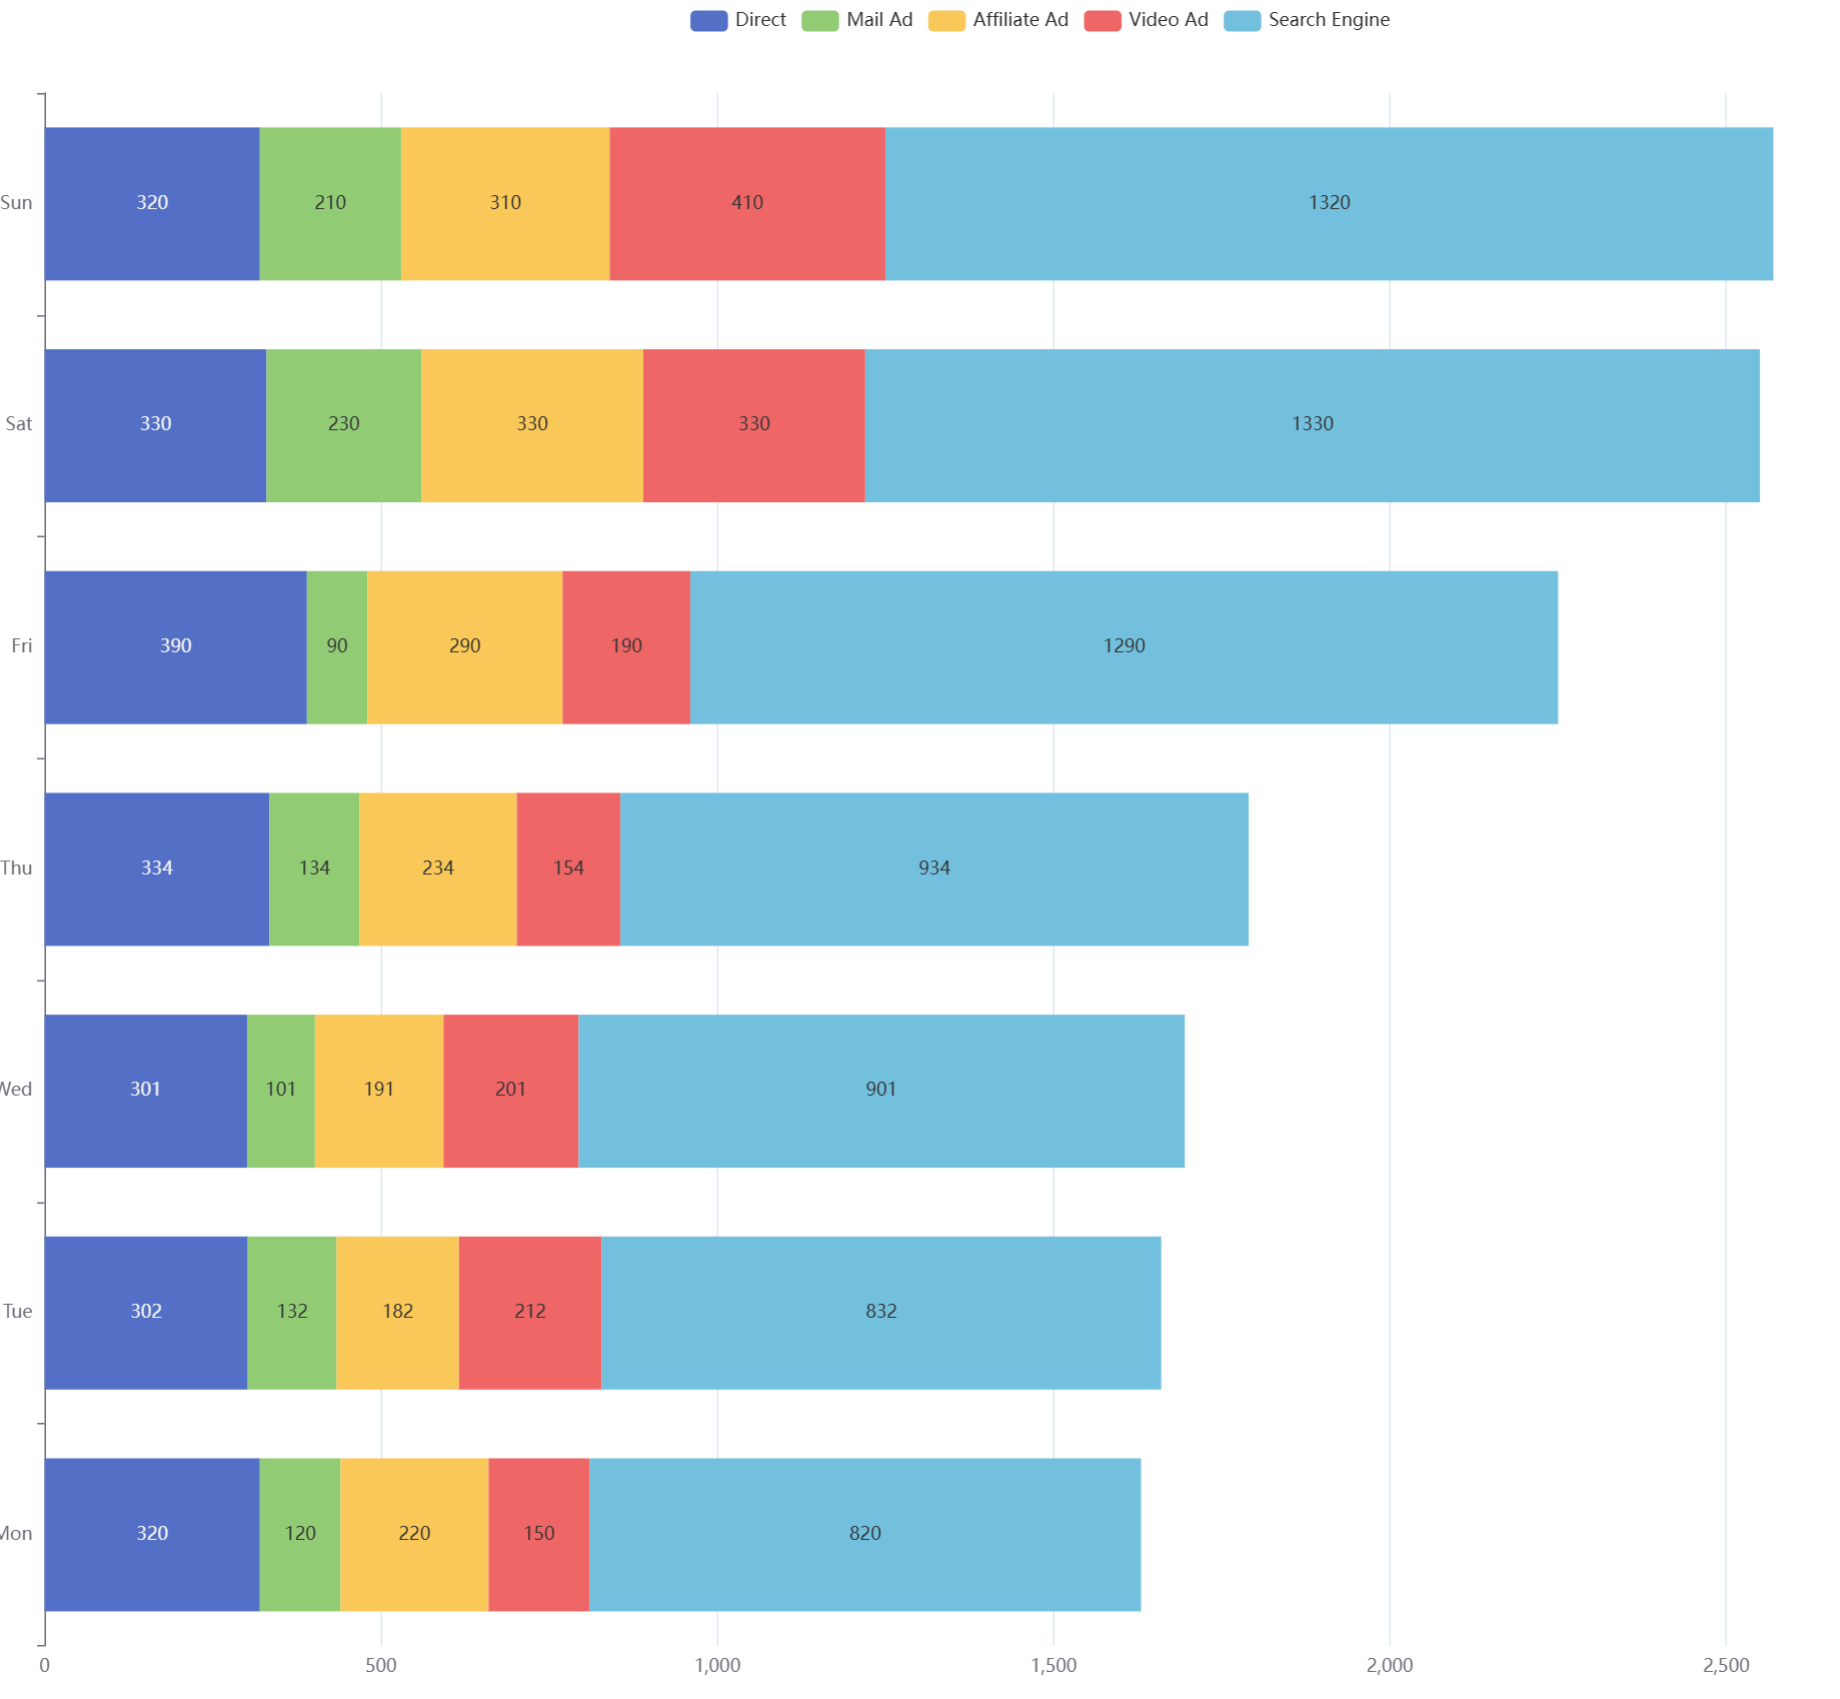 Direct Mail Ad Affiliate Ad Video Ad Search Engine
Sun 320 210 310 410 1320
Sat 330 230 330 330 1330
Fri 390 90 290 190 1290
Thu 334 134 234 154 934
Wed 301 101 191 201 901
Tue 302 132 182 212 832
Mon 320 120 220 150 820
0 500 1,000 1,500 2,000 2,500